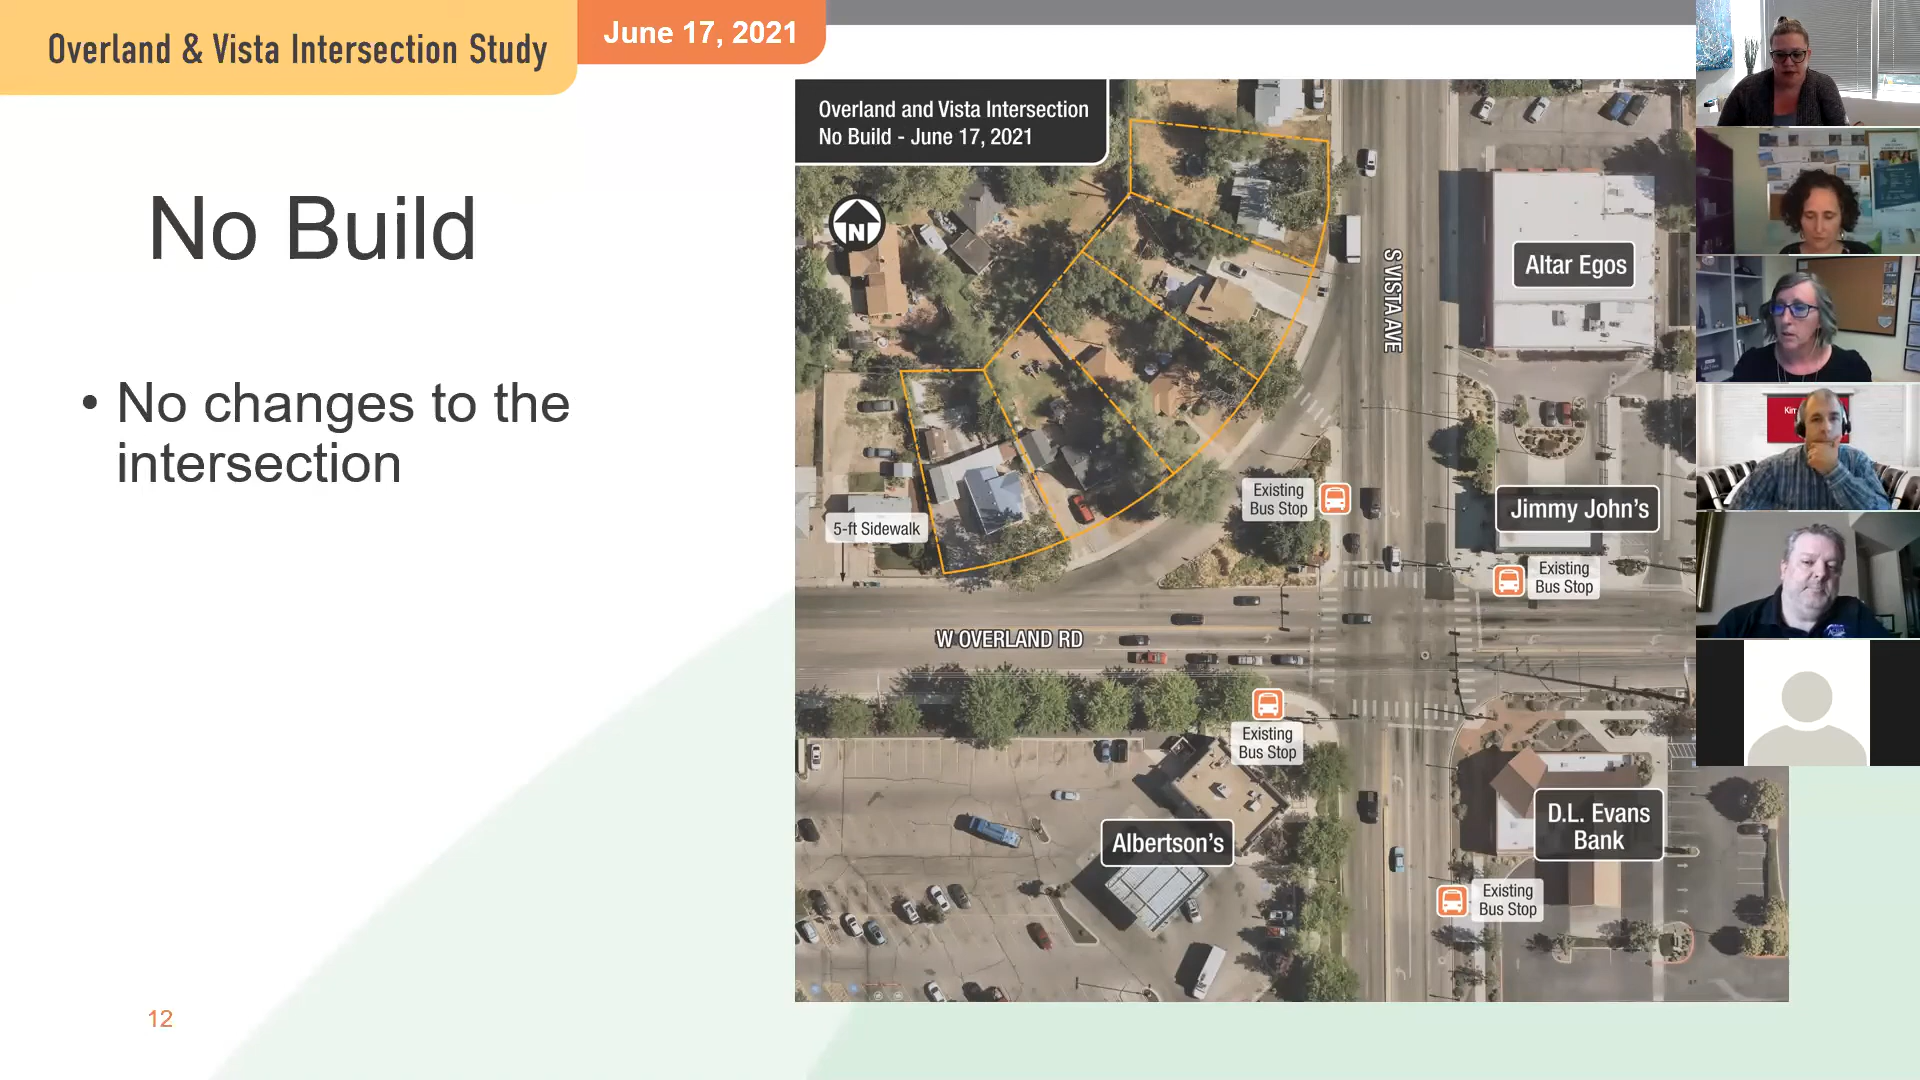 Overland & Vista Intersection Study
June 17, 2021
No Build
• No changes to the
intersection
12
Overland and Vista Intersection
No Build - June 17, 2021
N
S VISTA AVE
Altar Egos
5-ft Sidewalk
Existing
Bus Stop
Jimmy John's
Existing
Bus Stop
W OVERLAND RD
Existing
Bus Stop
Albertson's
D.L. Evans
Bank
Existing
Bus Stop